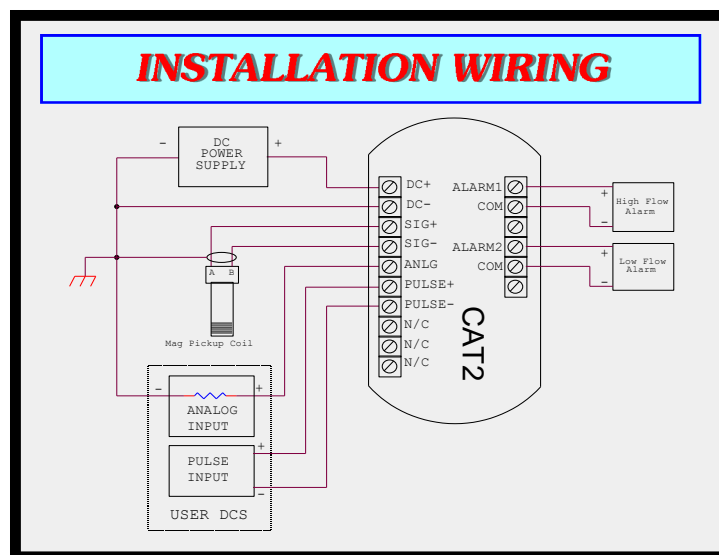 INSTALLATION WIRING
- DC +
POWER
SUPPLY
DC+
DC-
SIG+
SIG-
ANLG
PULSE+
PULSE-
N/C
N/C
N/C
ALARM1
COM
ALARM2
COM
CAT2
+
High Flow
Alarm
-
+
Low Flow
Alarm
-
A B
Mag Pickup Coil
- +
ANALOG
INPUT
+
PULSE
INPUT
-
USER DCS